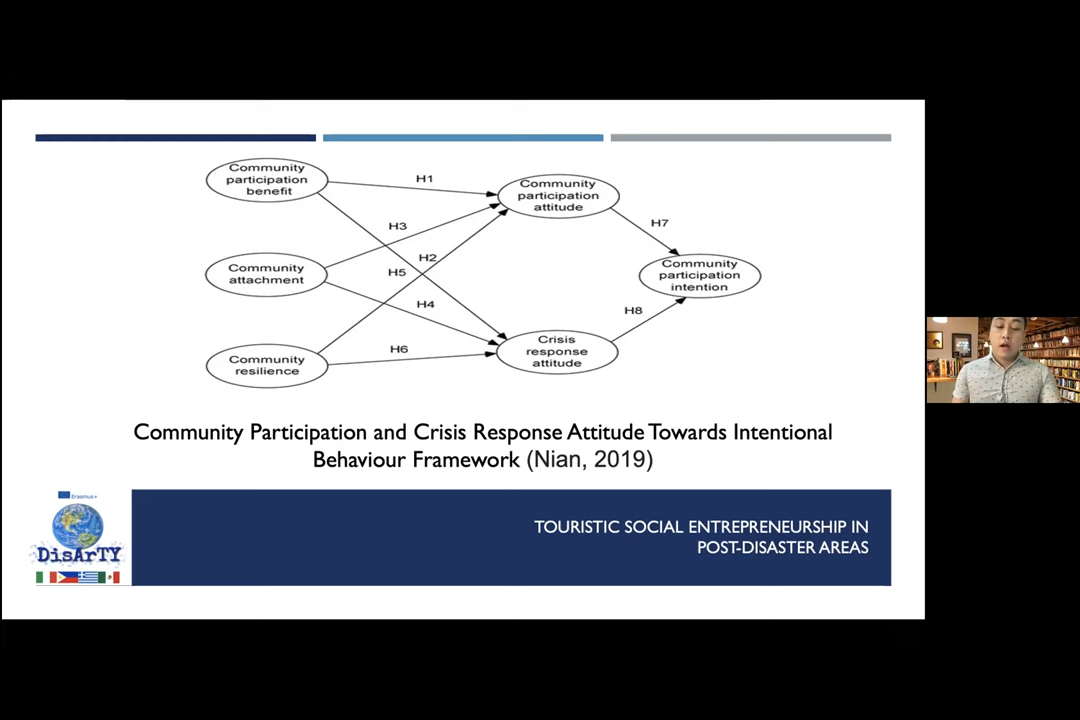 Community
participation
benefit
H1
Community
participation
attitude
H3
H7
H2
Community
attachment
H5
Community
participation
intention
H4
H8
Crisis
response
attitude
H6
Community
resilience
Community Participation and Crisis Response Attitude Towards Intentional
Behaviour Framework (Nian, 2019)
Erasmus+
DisArTY
TOURISTIC SOCIAL ENTREPRENEURSHIP IN
POST-DISASTER AREAS